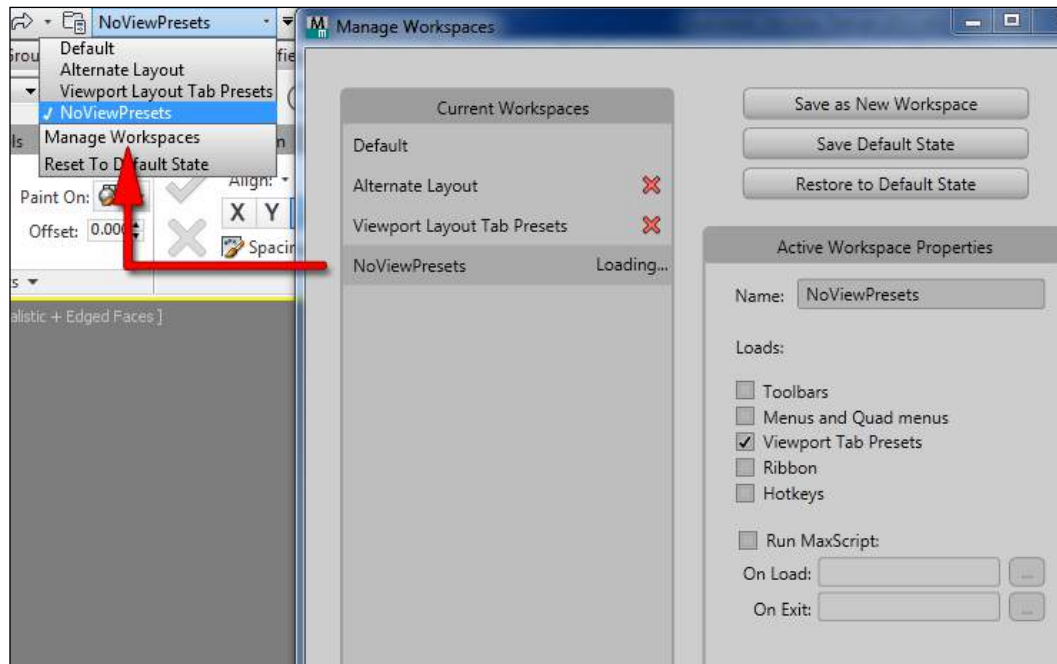 NoViewPresets
Default
Alternate Layout
Viewport Layout Tab Presets
NoViewPresets
Manage Workspaces
Reset To Default State
Paint On:
Align:
Offset: 0.00
X Y
Spacin
alistic + Edged Faces ]
Manage Workspaces
Current Workspaces
Default
Alternate Layout
Viewport Layout Tab Presets
NoViewPresets Loading...
Save as New Workspace
Save Default State
Restore to Default State
Active Workspace Properties
Name: NoViewPresets
Loads:
Toolbars
Menus and Quad menus
Viewport Tab Presets
Ribbon
Hotkeys
Run MaxScript:
On Load: ...
On Exit: ...